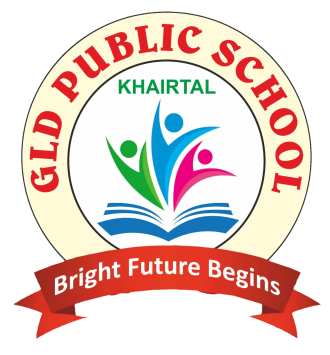 GLD PUBLIC SCHOOL
KHAIRTAL
Bright Future Begins